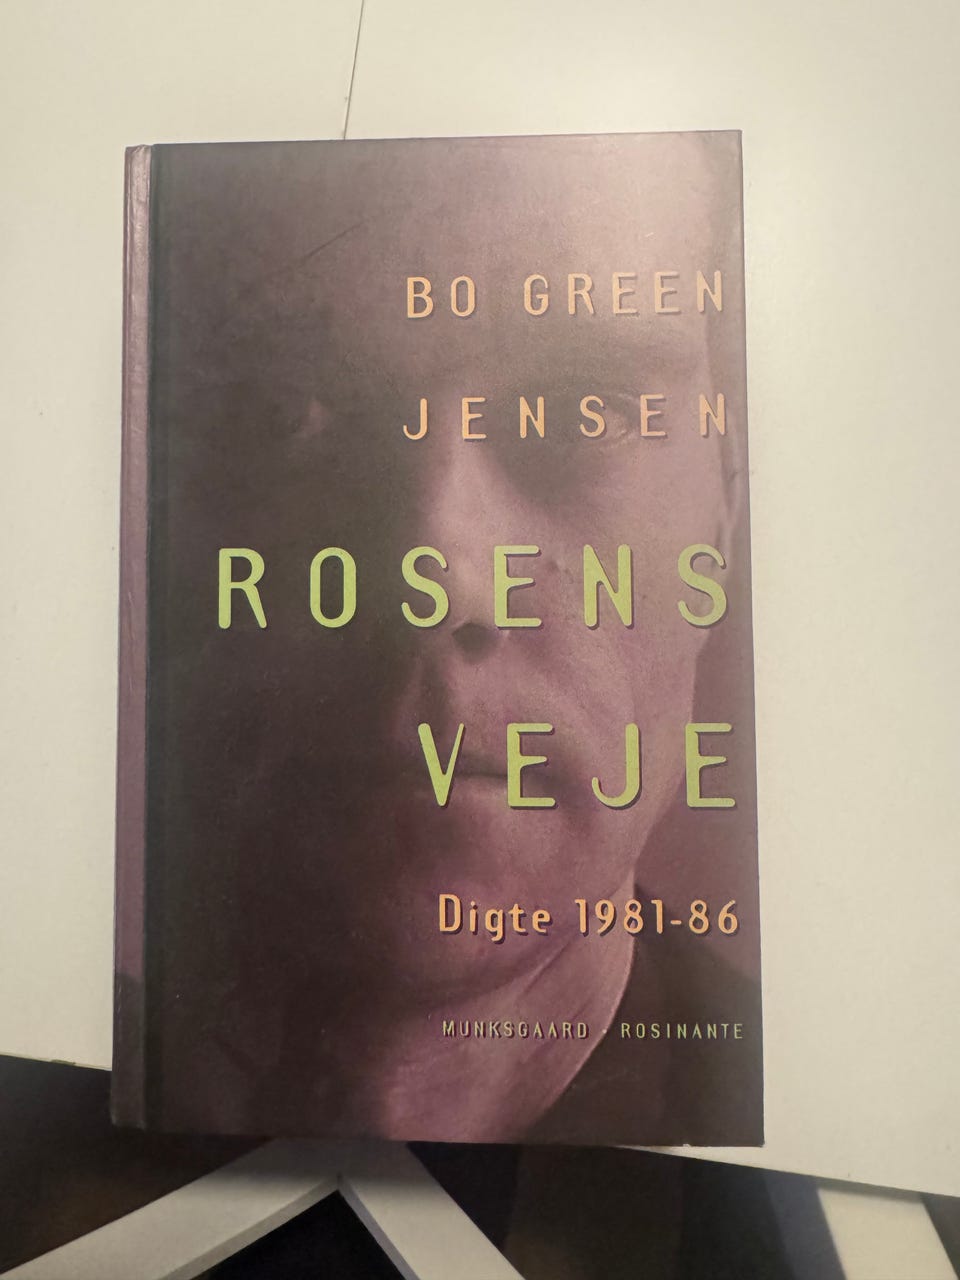 BO GREEN
JENSEN
ROSENS
VEJE
Digte 1981-86
MUNKSGAARD · ROSINANTE